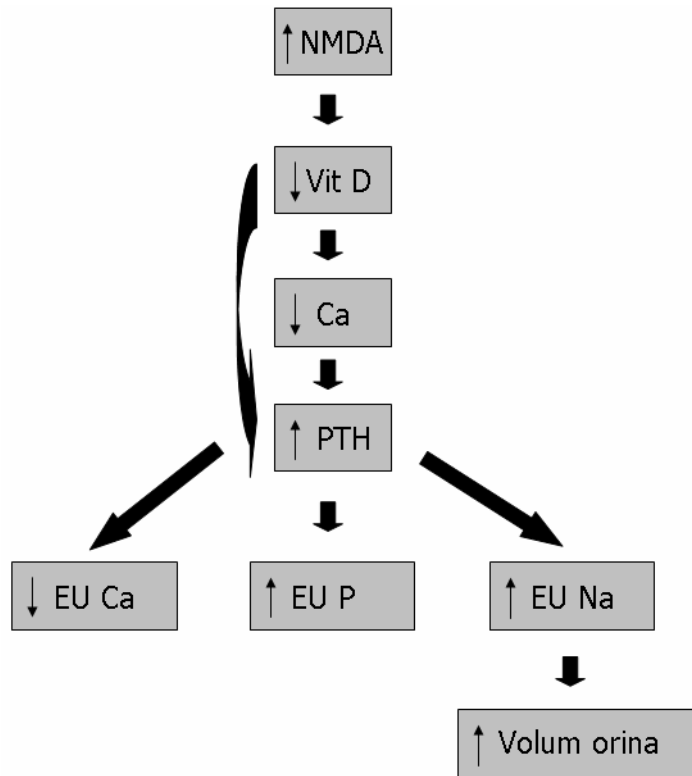 ↑ NMDA
↓ Vit D
↓ Ca
↑ PTH
↓ EU Ca
↑ EU P
↑ EU Na
↑ Volum orina